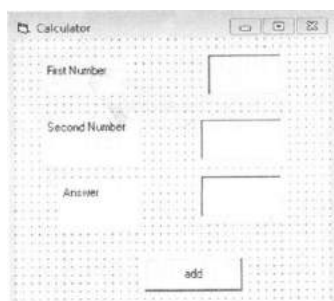 Calculator
First Number
Second Number
Answer
add